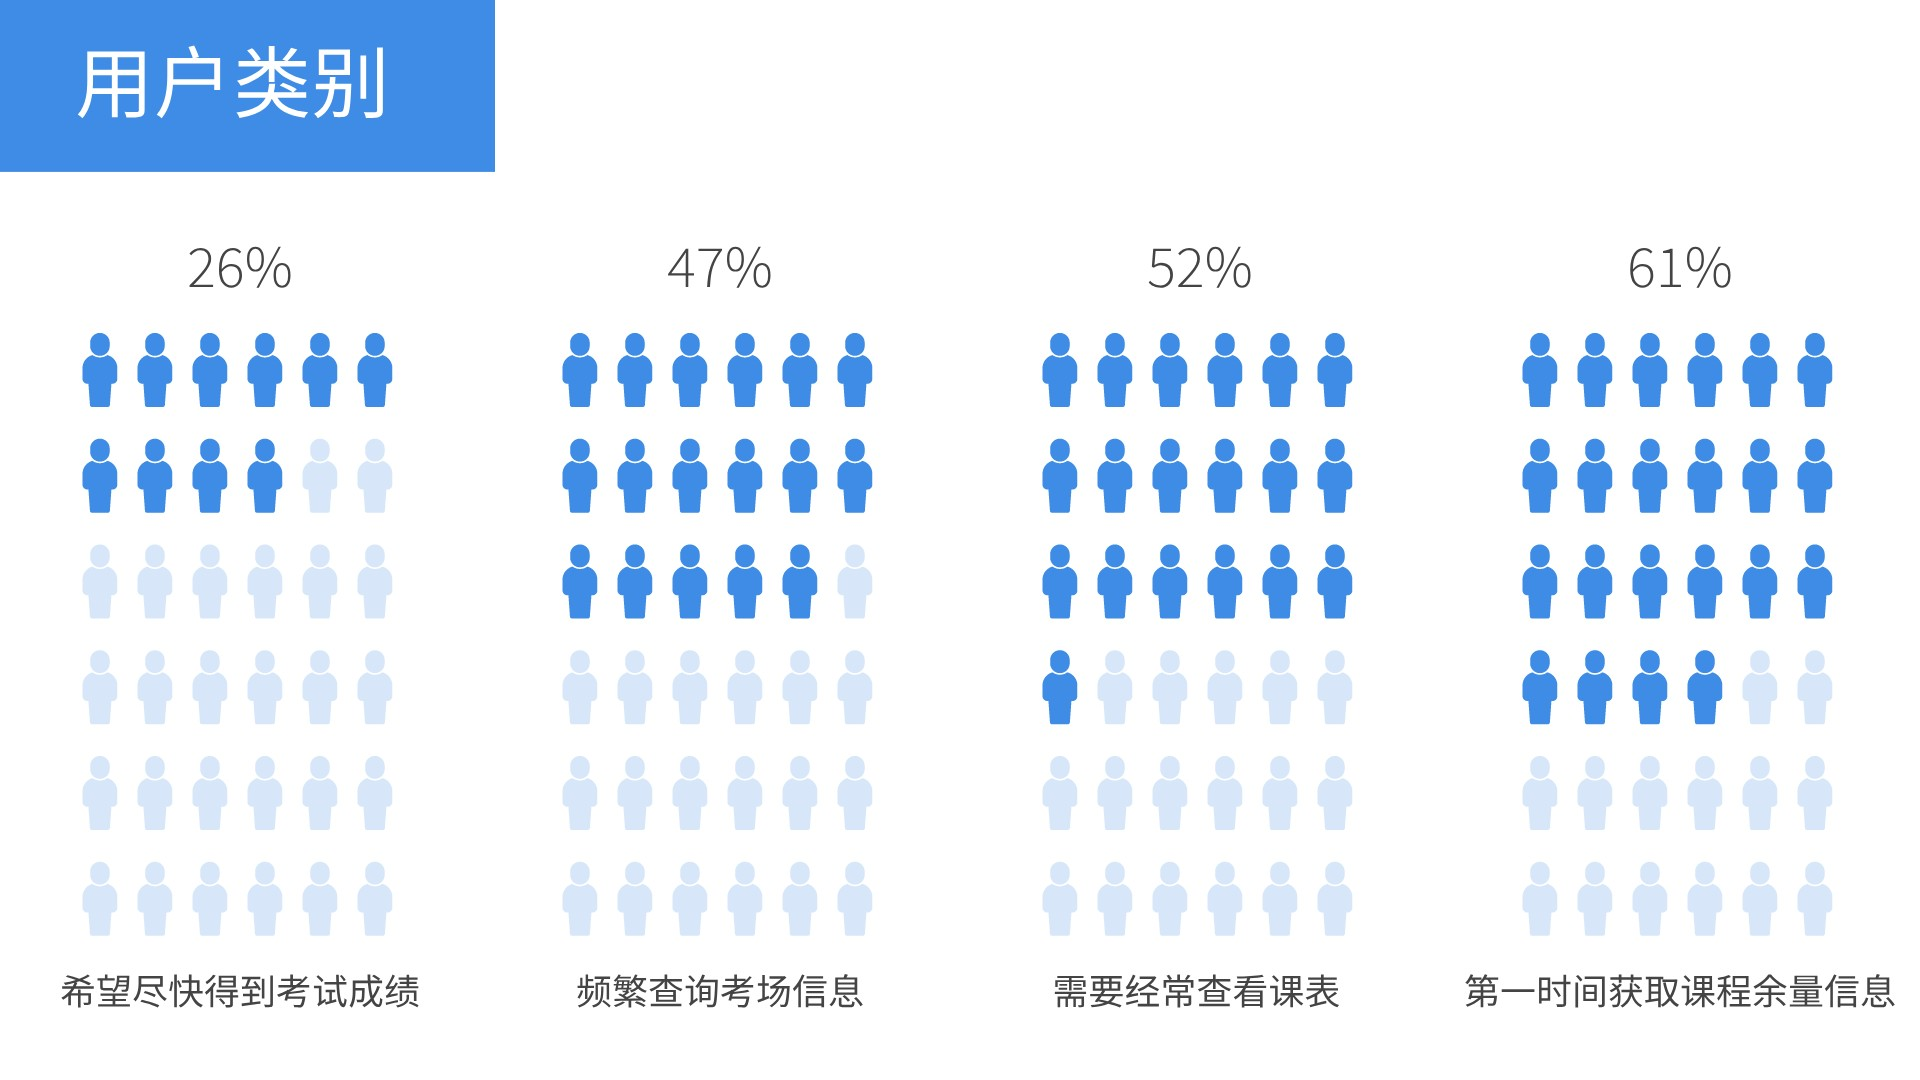 用户类别
26%
47%
52%
61%
希望尽快得到考试成绩
频繁查询考场信息
需要经常查看课表
第一时间获取课程余量信息